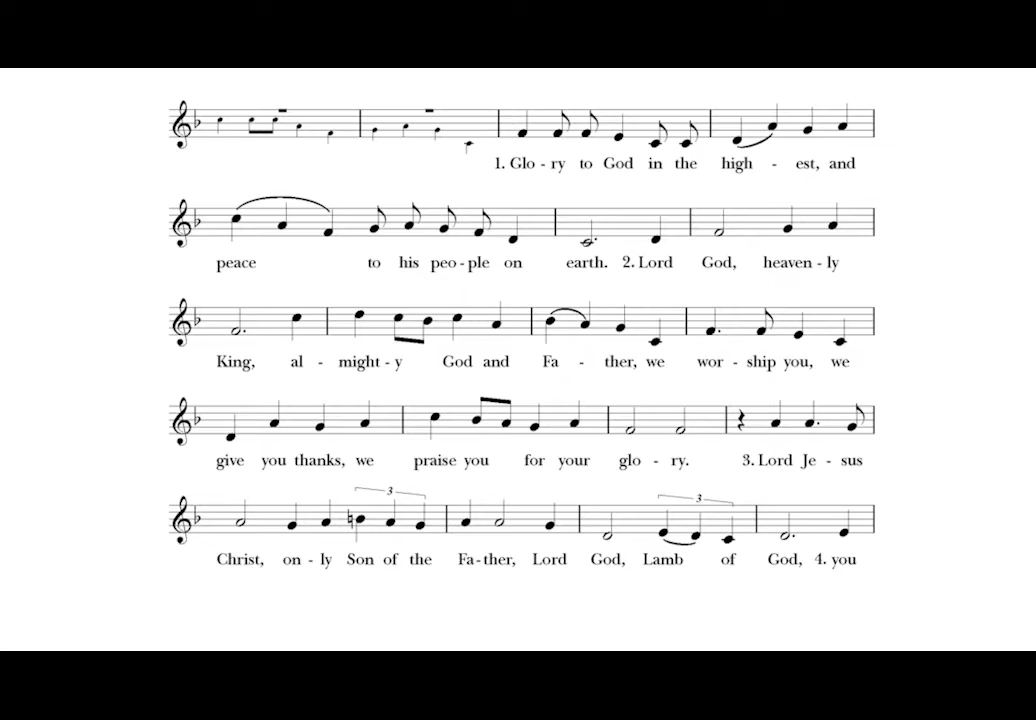 1. Glo - ry to God in the high - est, and
peace to his peo - ple on earth. 2. Lord God, heaven - ly
King, al - might - y God and Fa - ther, we wor - ship you, we
give you thanks, we praise you for your glo - ry. 3. Lord Je - sus
3 3
Christ, on - ly Son of the Fa - ther, Lord God, Lamb of God, 4. you